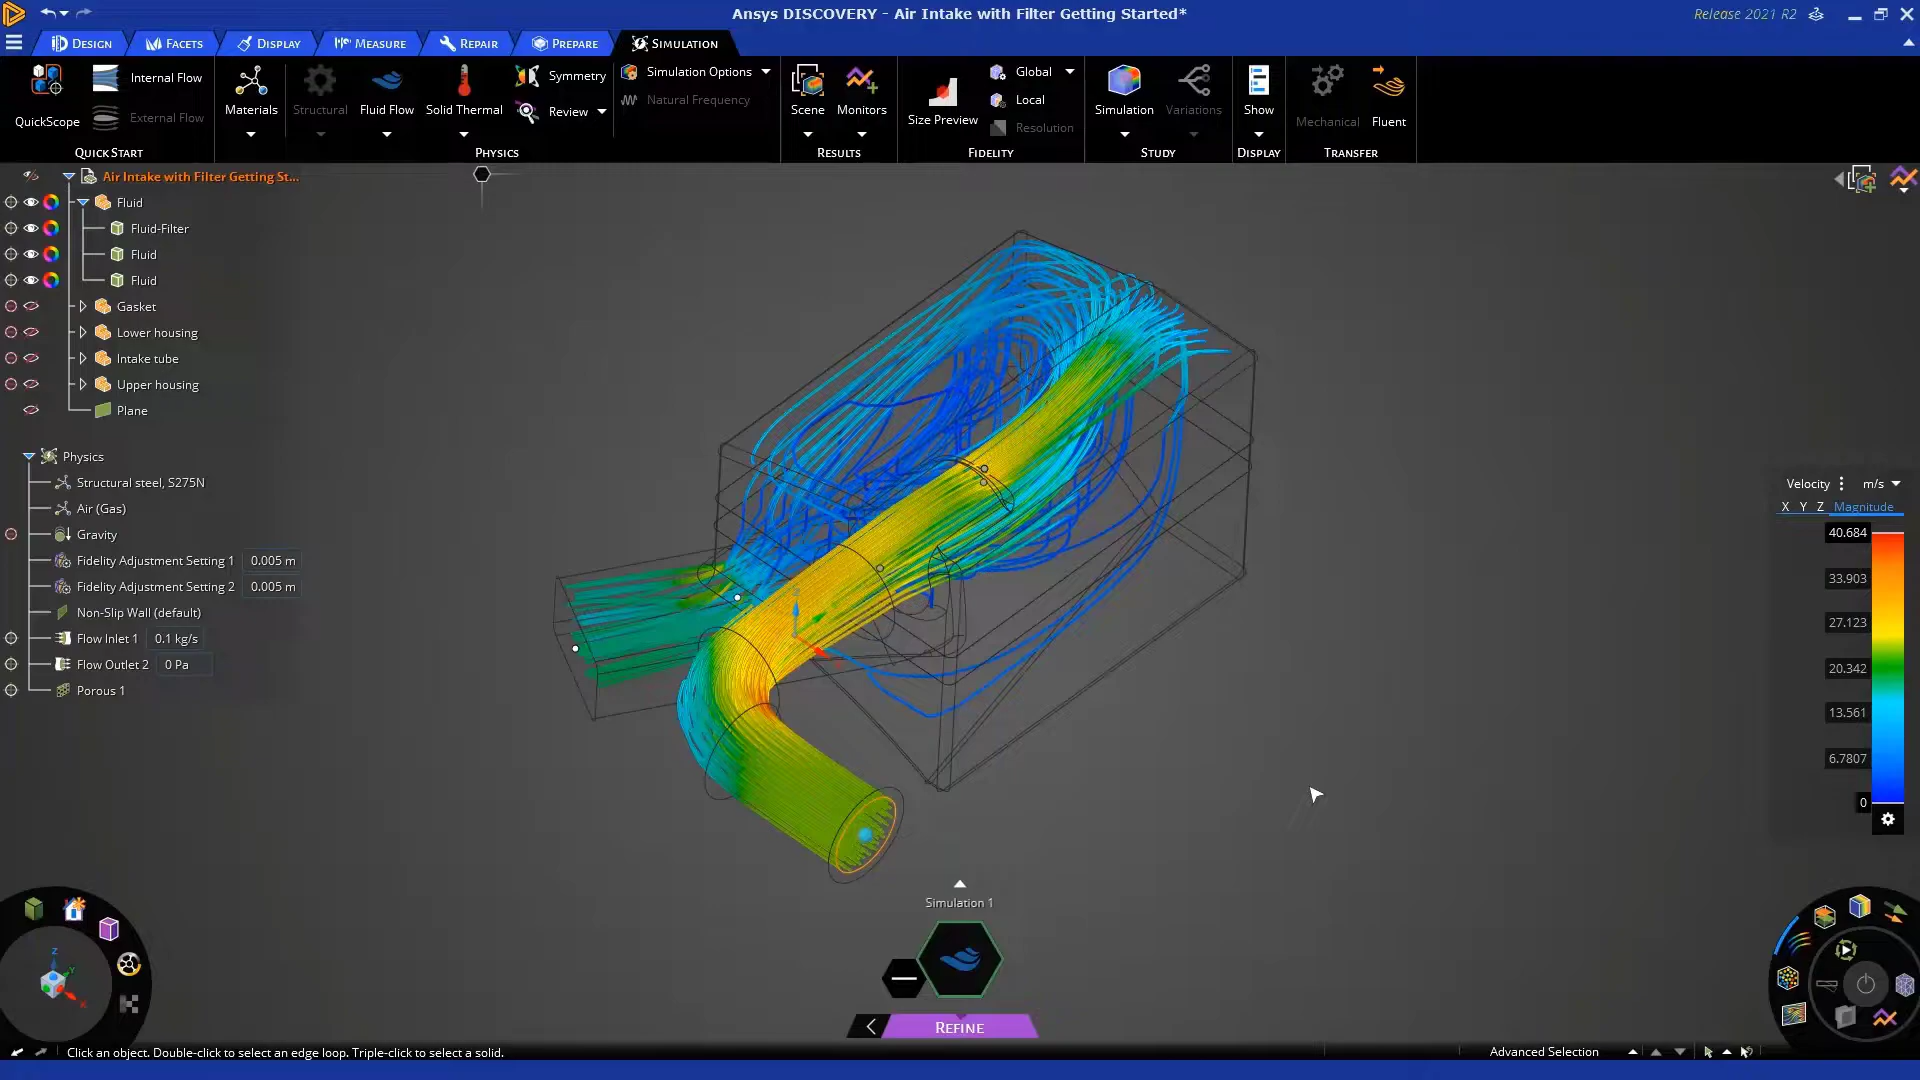 Ansys DISCOVERY - Air Intake with Filter Getting Started*
Release 2021 R2
DESIGN
FACETS
DISPLAY
MEASURE
REPAIR
PREPARE
SIMULATION
QuickScope
Internal Flow
External Flow
QUICK START
Materials
Structural
Fluid Flow
Solid Thermal
Symmetry
Review
PHYSICS
Simulation Options
Natural Frequency
Scene
Monitors
RESULTS
Size Preview
Global
Local
Resolution
FIDELITY
Simulation
Variations
STUDY
Show
DISPLAY
Mechanical
Fluent
TRANSFER
Air Intake with Filter Getting St...
Fluid
Fluid-Filter
Fluid
Fluid
Gasket
Lower housing
Intake tube
Upper housing
Plane
Physics
Structural steel, S275N
Air (Gas)
Gravity
Fidelity Adjustment Setting 1 0.005 m
Fidelity Adjustment Setting 2 0.005 m
Non-Slip Wall (default)
Flow Inlet 1 0.1 kg/s
Flow Outlet 2 0 Pa
Porous 1
Velocity m/s
X Y Z Magnitude
40.684
33.903
27.123
20.342
13.561
6.7807
0
Z
Y
X
Simulation 1
REFINE
Click an object. Double-click to select an edge loop. Triple-click to select a solid.
Advanced Selection